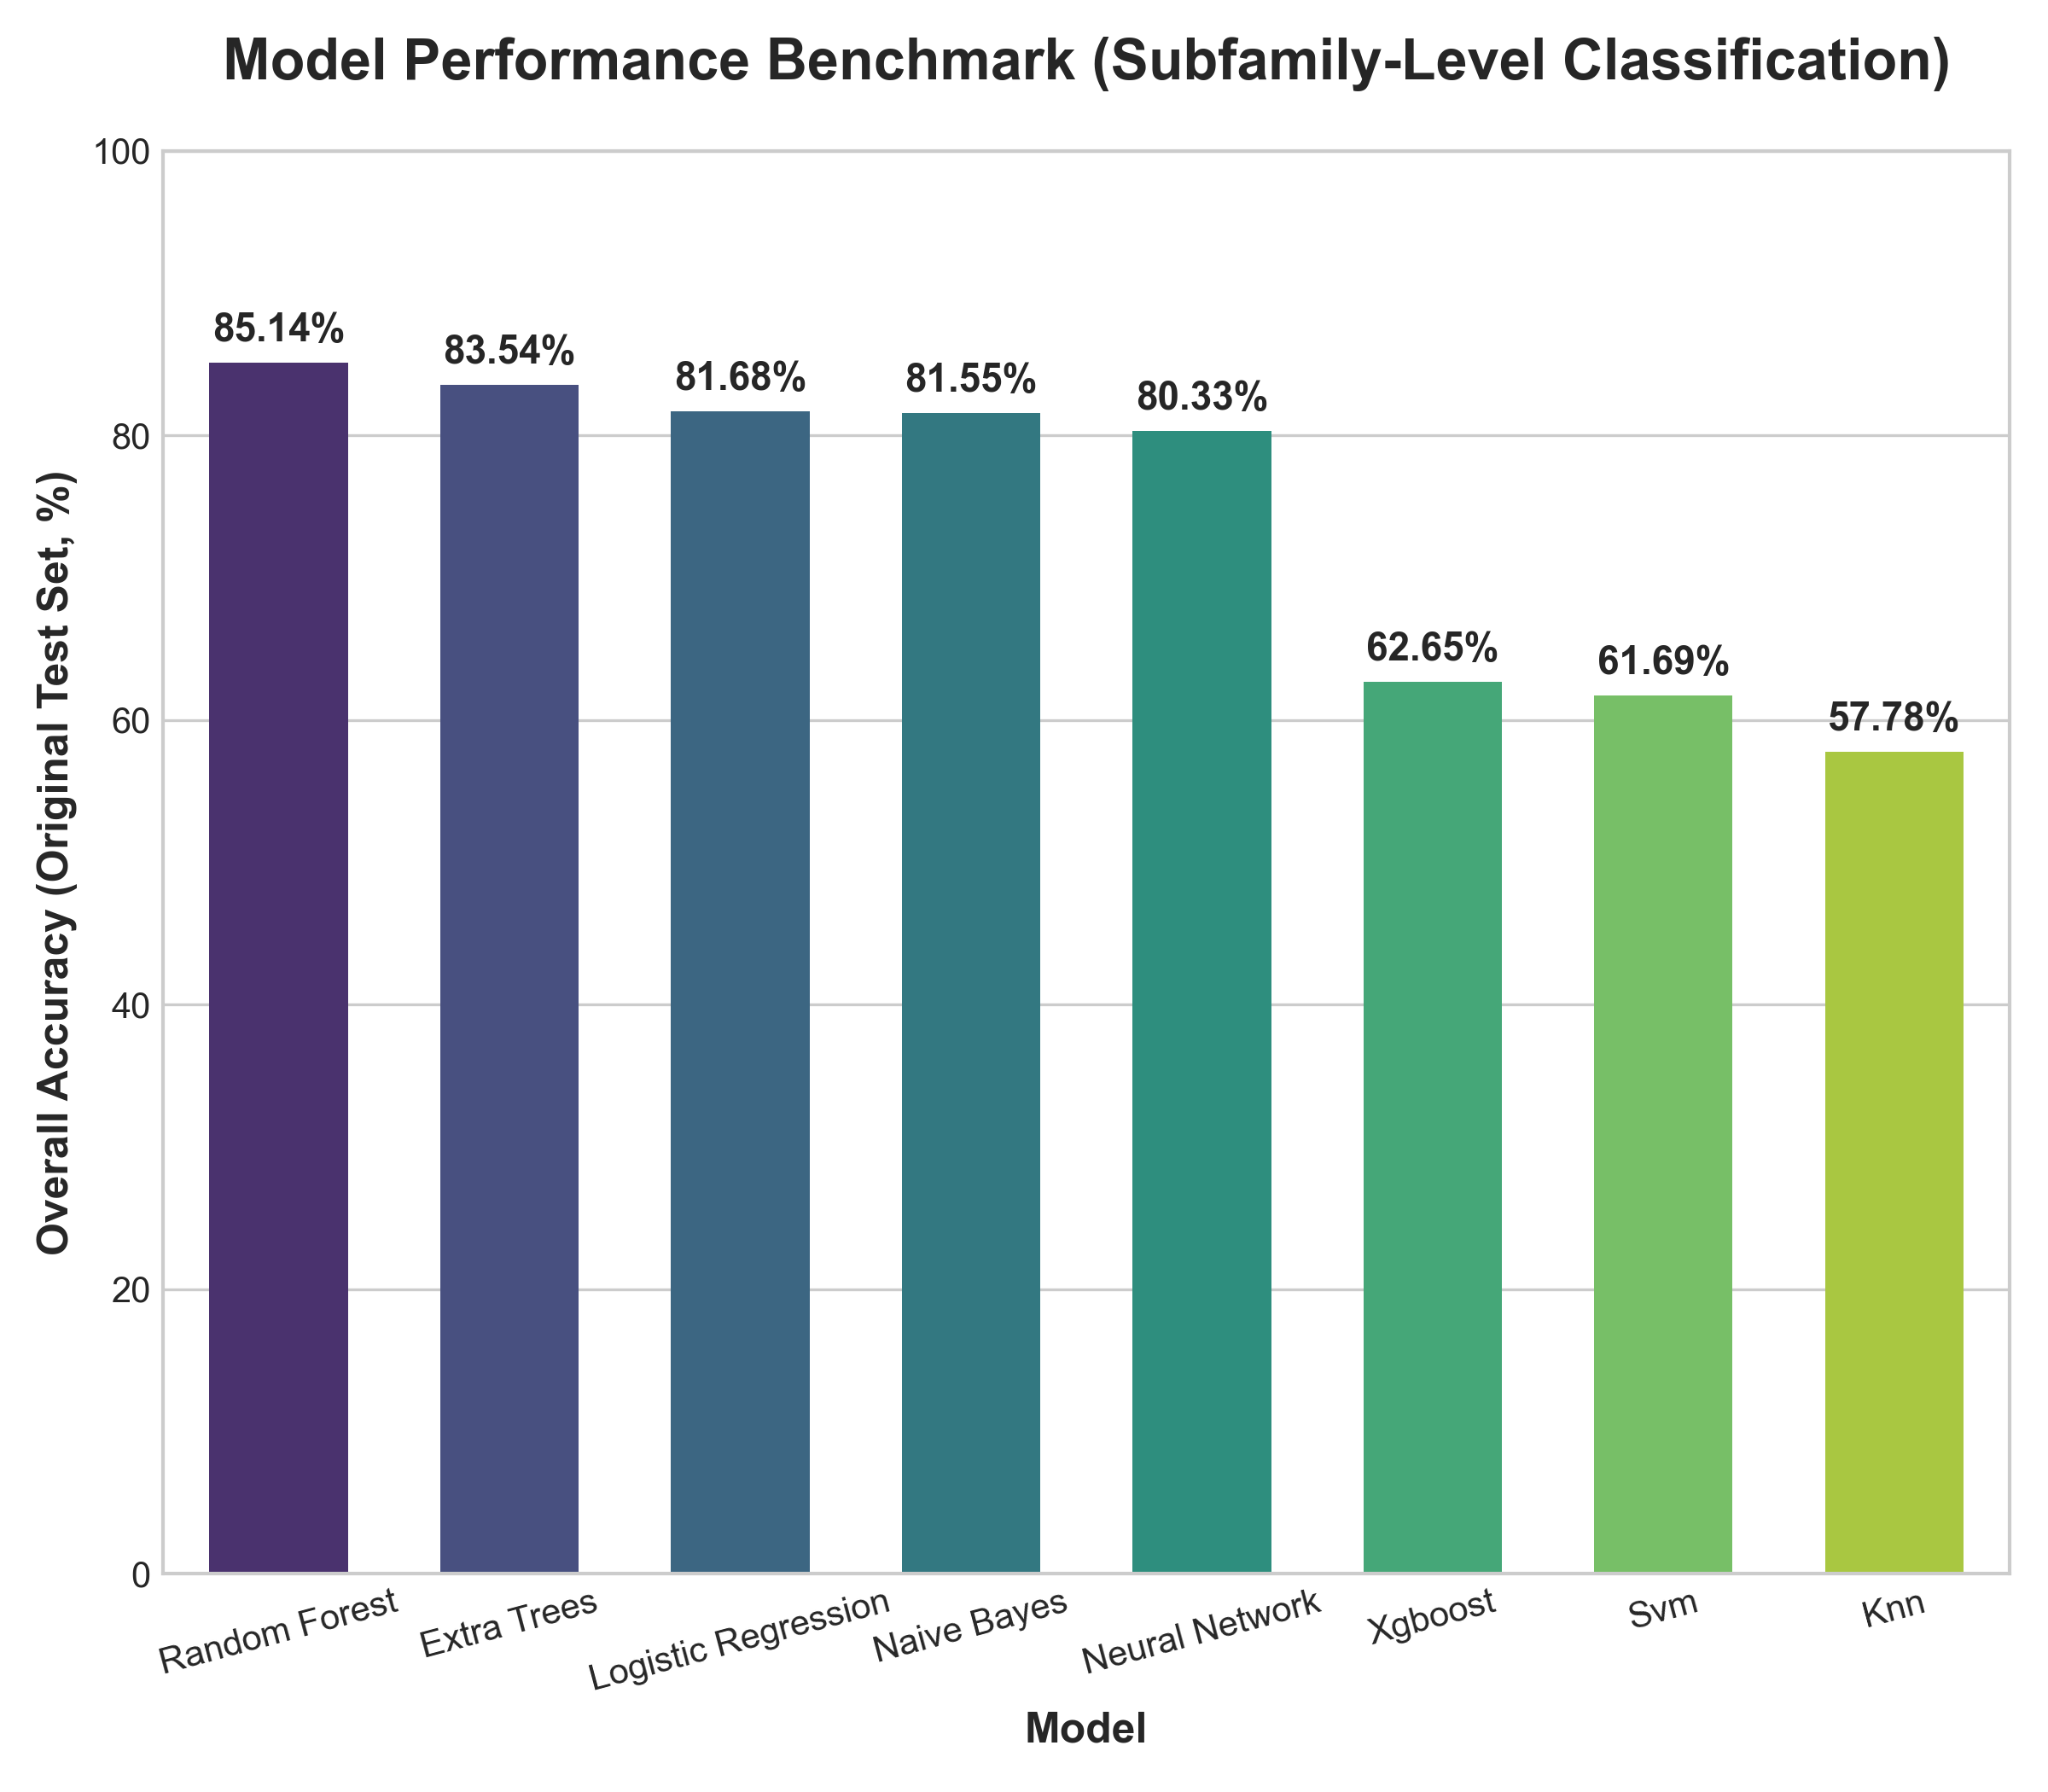 Model Performance Benchmark (Subfamily-Level Classification)
Overall Accuracy (Original Test Set, %)
100
80
60
40
20
0
85.14%
83.54%
81.68%
81.55%
80.33%
62.65%
61.69%
57.78%
Random Forest
Extra Trees
Logistic Regression
Naive Bayes
Neural Network
Xgboost
Svm
Knn
Model